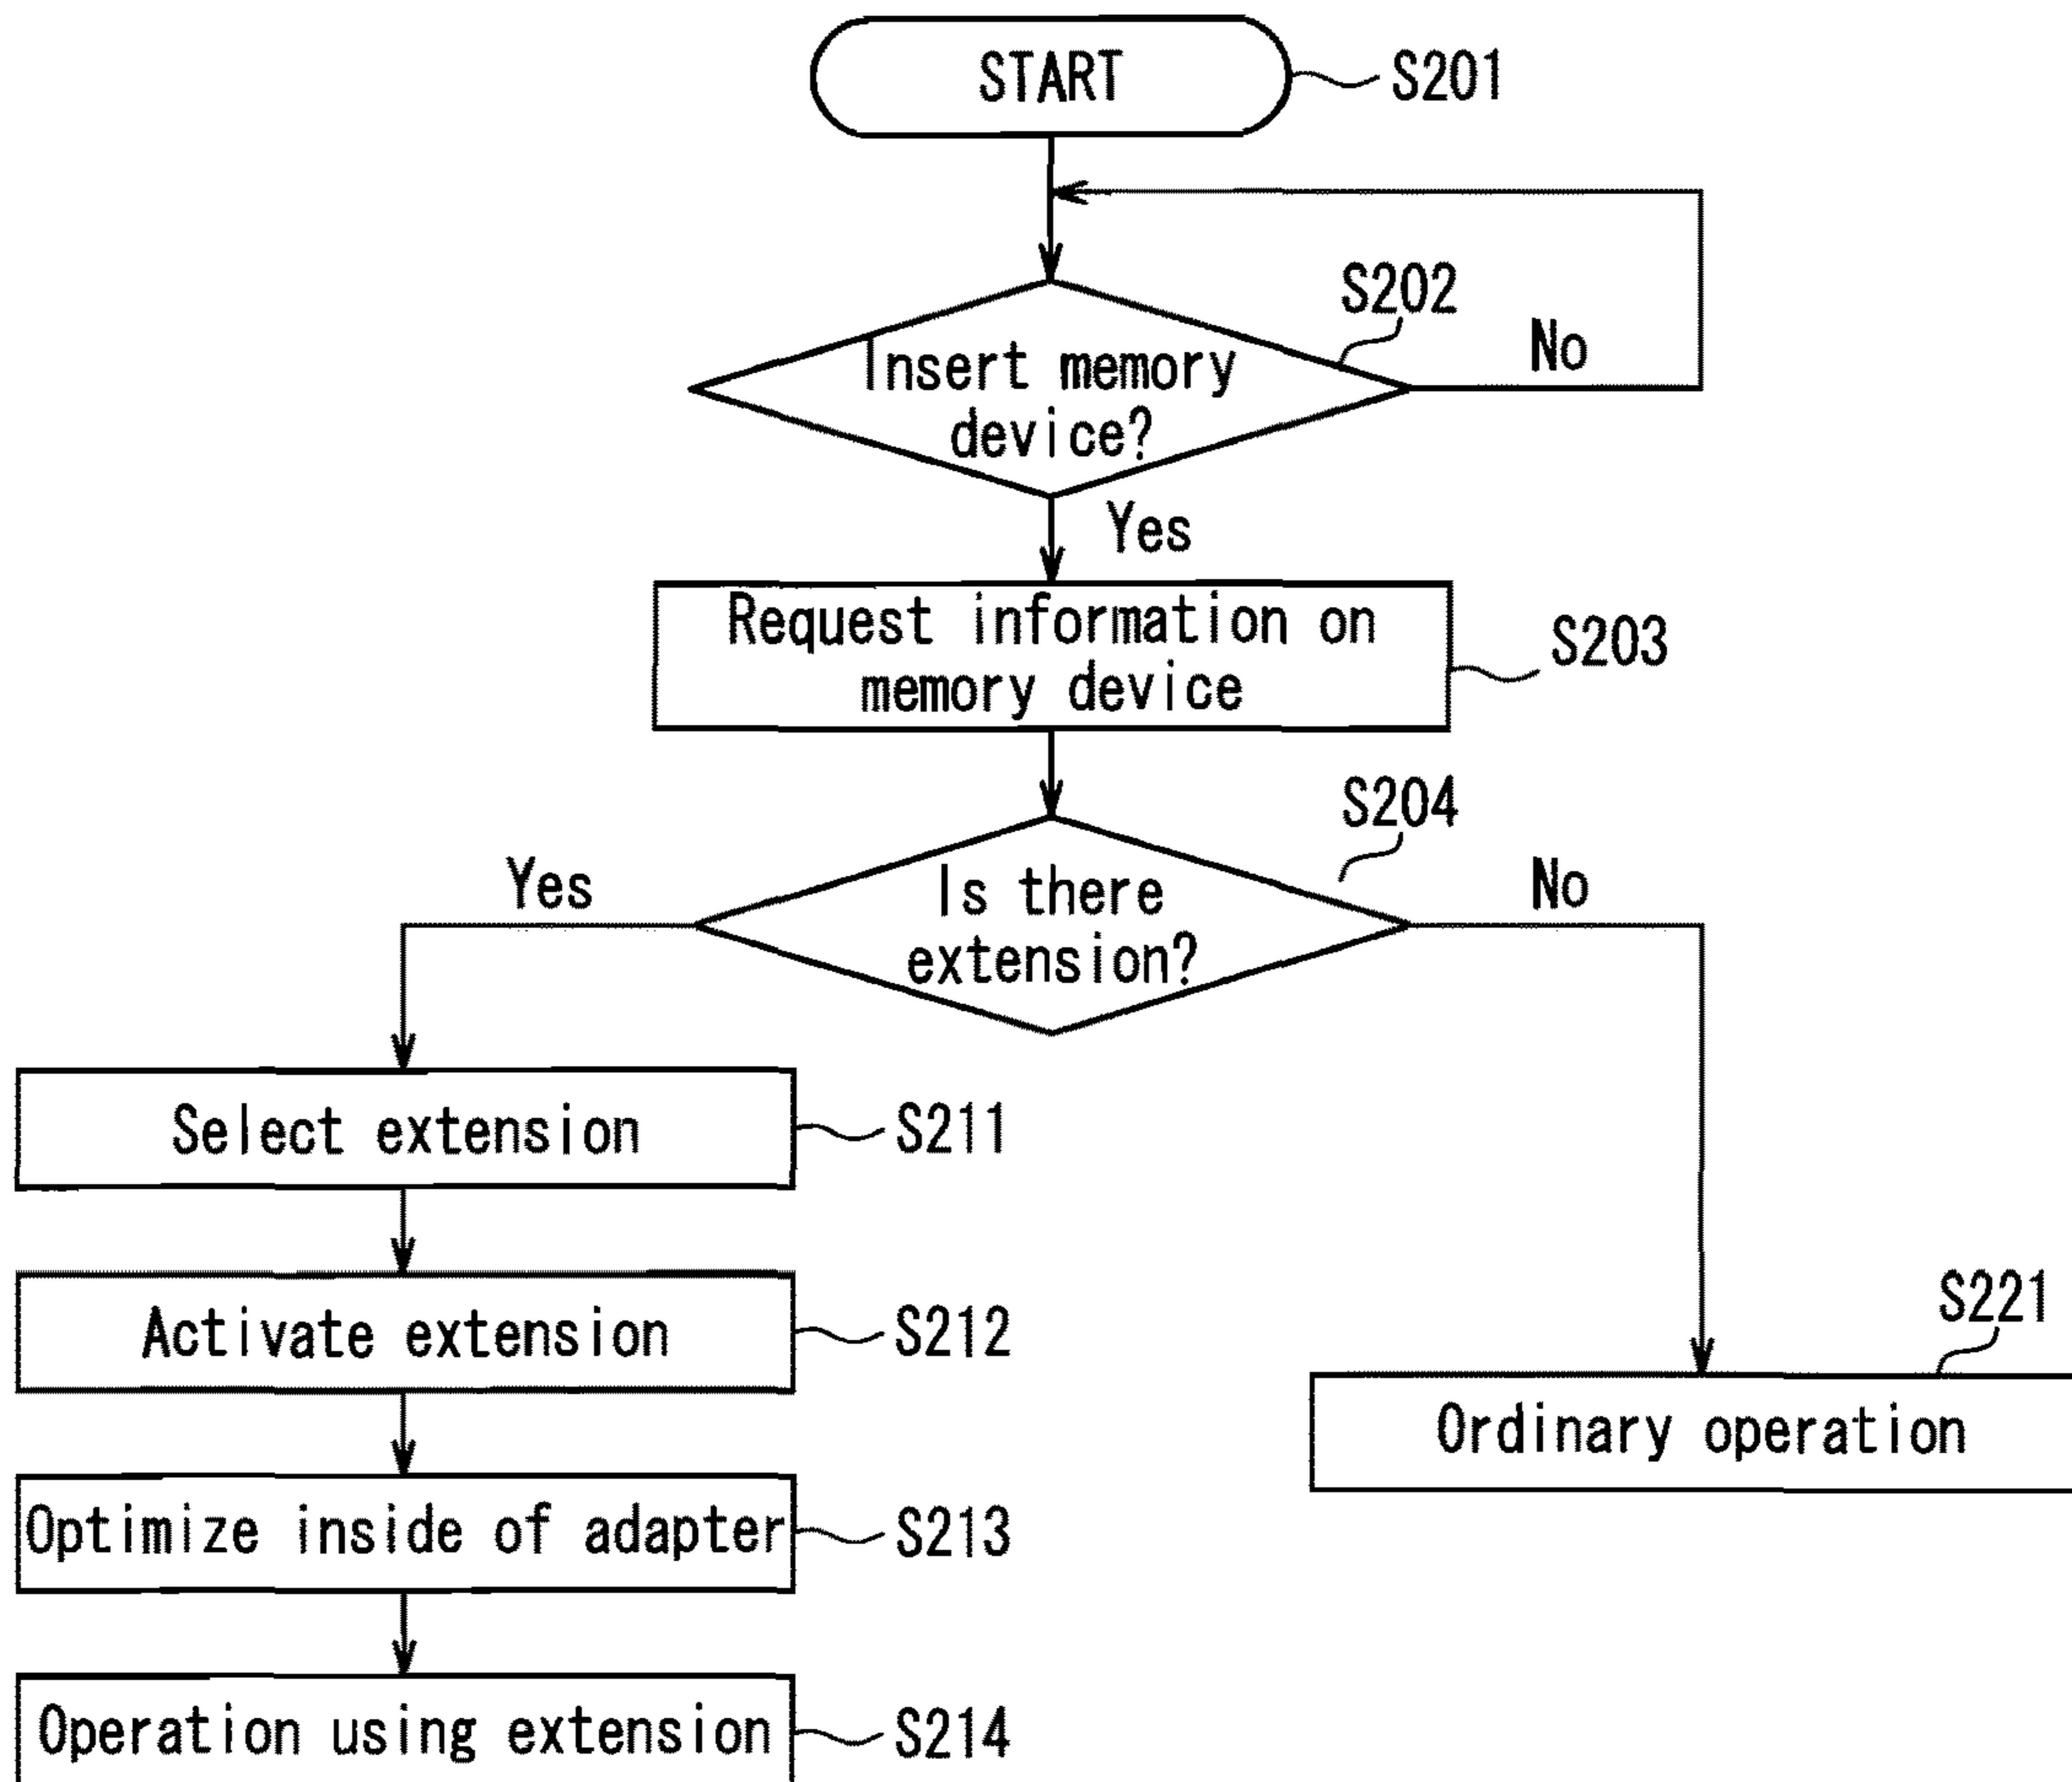 START
S201
S202
No
Insert memory
device?
Yes
Request information on
memory device
S203
S204
Yes
No
Is there
extension?
Select extension
S211
Activate extension
S212
S221
Ordinary operation
Optimize inside of adapter
S213
Operation using extension
S214